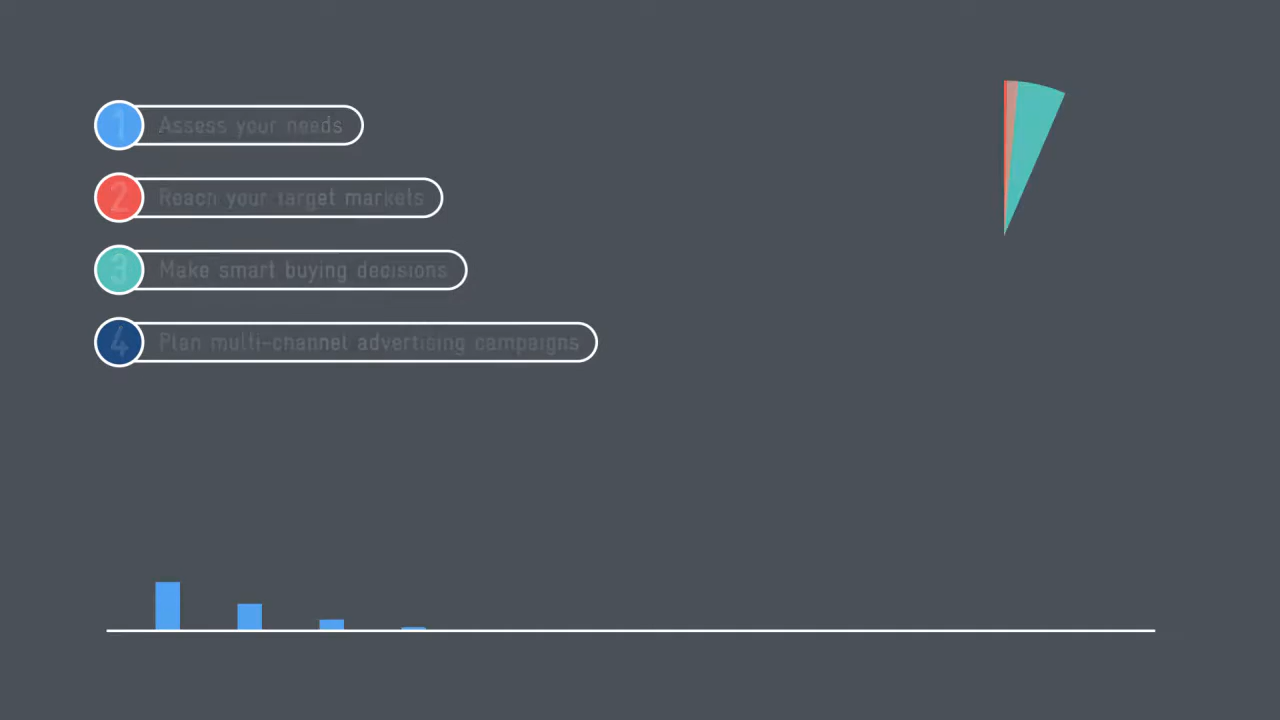 1 Assess your needs
2 Reach your target markets
3 Make smart buying decisions
4 Plan multi-channel advertising campaigns